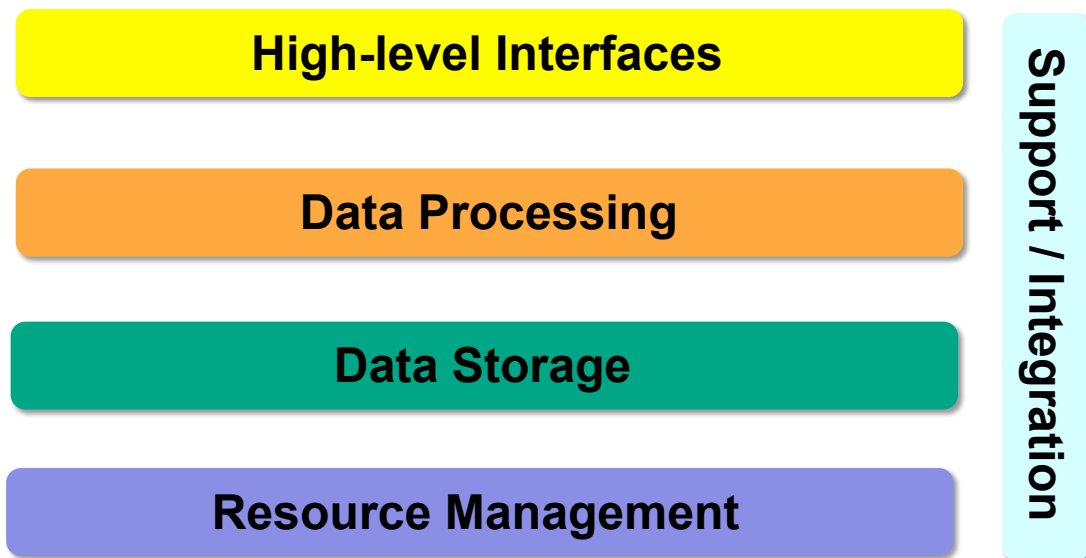 High-level Interfaces
Data Processing
Data Storage
Resource Management
Support / Integration